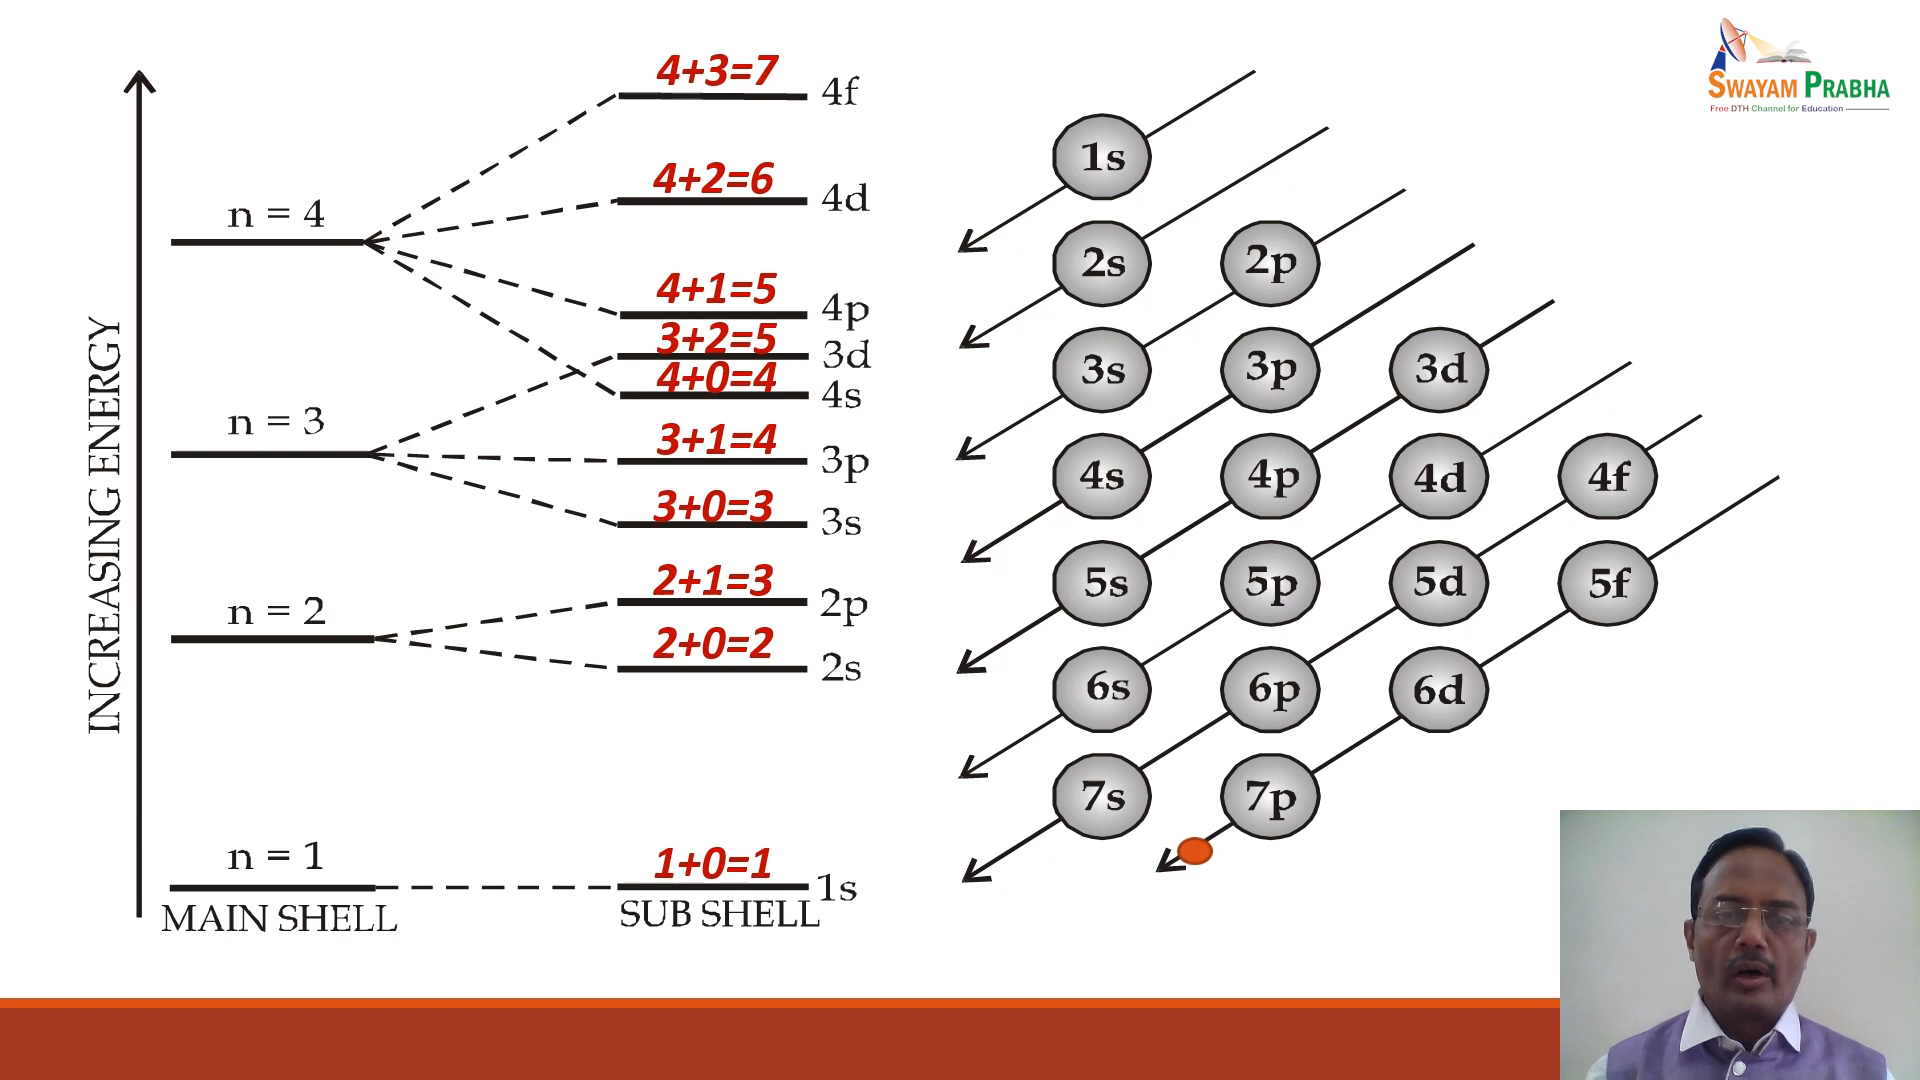 SWAYAM PRABHA
Free DTH Channel for Education
INCREASING ENERGY
4+3=7
4f
4+2=6
4d
n = 4
4+1=5
4p
3+2=5
3d
4+0=4
4s
n = 3
3+1=4
3p
3+0=3
3s
2+1=3
2p
n = 2
2+0=2
2s
n = 1
1+0=1
1s
MAIN SHELL
SUB SHELL
1s
2s 2p
3s 3p 3d
4s 4p 4d 4f
5s 5p 5d 5f
6s 6p 6d
7s 7p